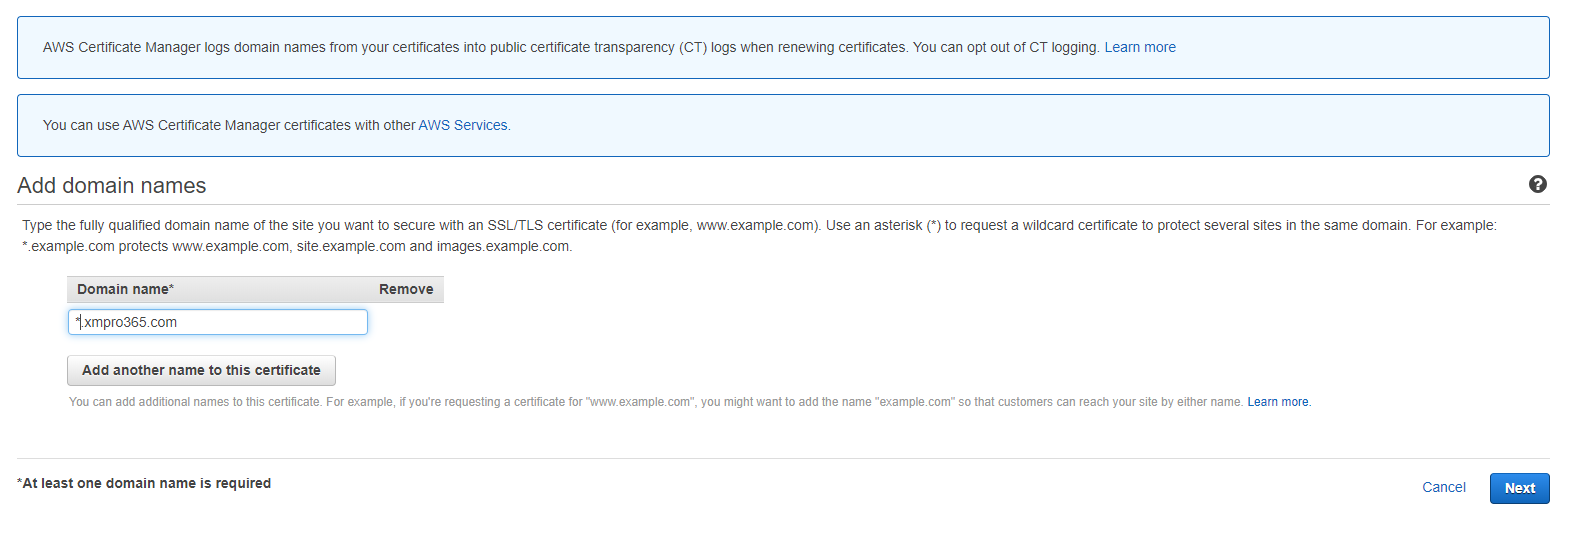 AWS Certificate Manager logs domain names from your certificates into public certificate transparency (CT) logs when renewing certificates. You can opt out of CT logging. Learn more
You can use AWS Certificate Manager certificates with other AWS Services.
Add domain names
?
Type the fully qualified domain name of the site you want to secure with an SSL/TLS certificate (for example, www.example.com). Use an asterisk (*) to request a wildcard certificate to protect several sites in the same domain. For example:
*.example.com protects www.example.com, site.example.com and images.example.com.
Domain name* Remove
*.xmpro365.com
Add another name to this certificate
You can add additional names to this certificate. For example, if you're requesting a certificate for "www.example.com", you might want to add the name "example.com" so that customers can reach your site by either name. Learn more.
*At least one domain name is required
Cancel Next